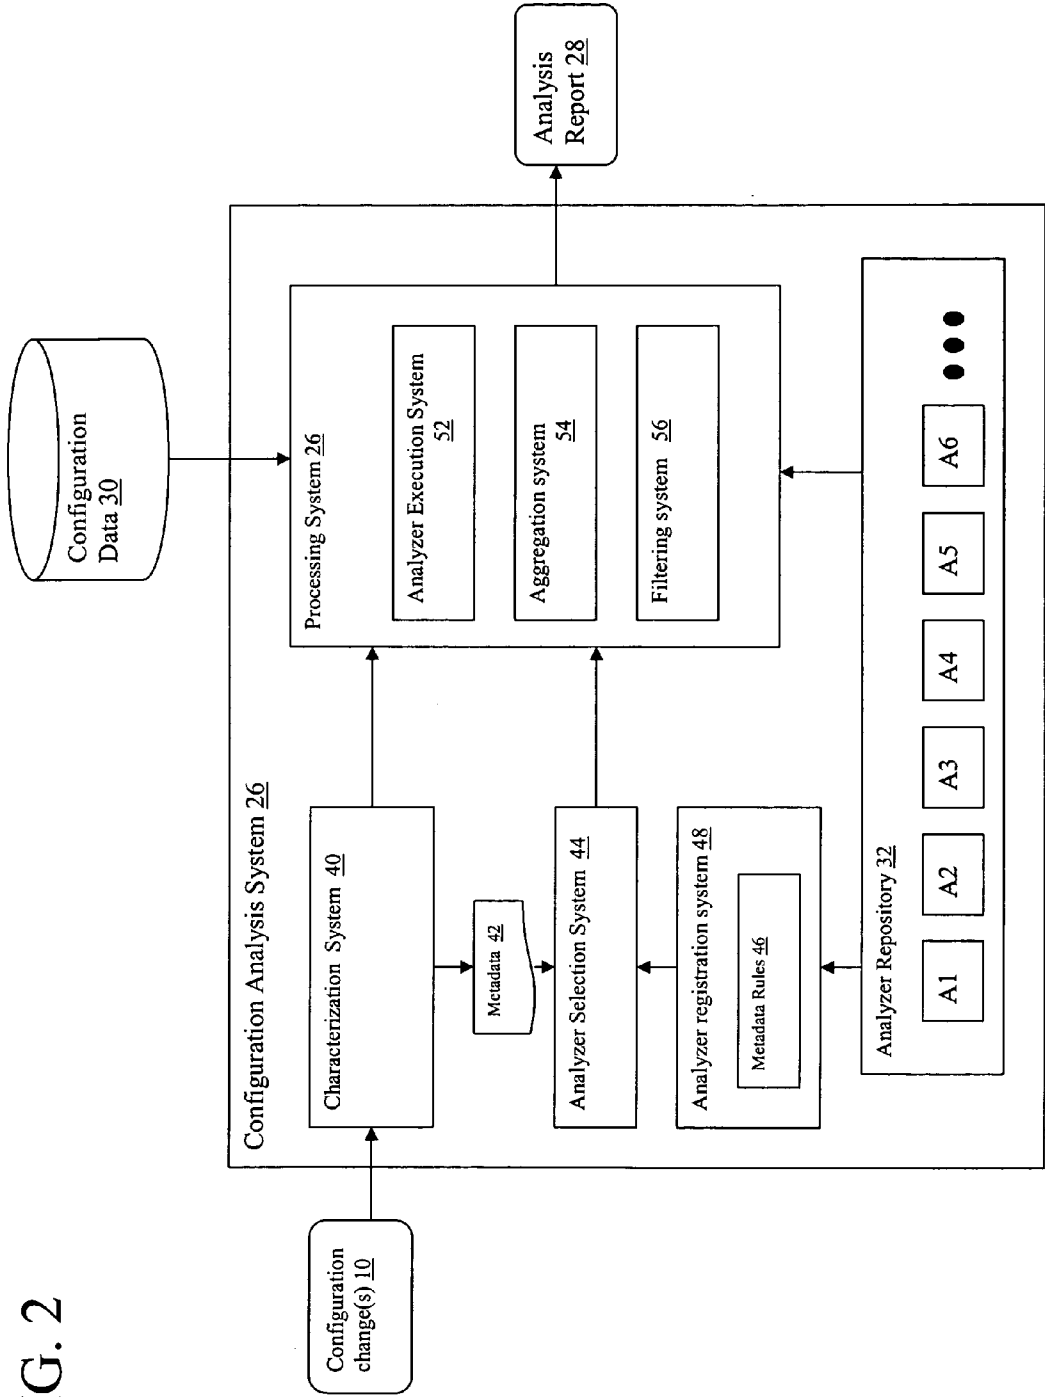 G. 2
Configuration
Data 30
Configuration Analysis System 26
Configuration
change(s) 10
Characterization System 40
Metadata 42
Analyzer Selection System 44
Analyzer registration system 48
Metadata Rules 46
Processing System 26
Analyzer Execution System
52
Aggregation system
54
Filtering system 56
Analysis
Report 28
Analyzer Repository 32
A1
A2
A3
A4
A5
A6